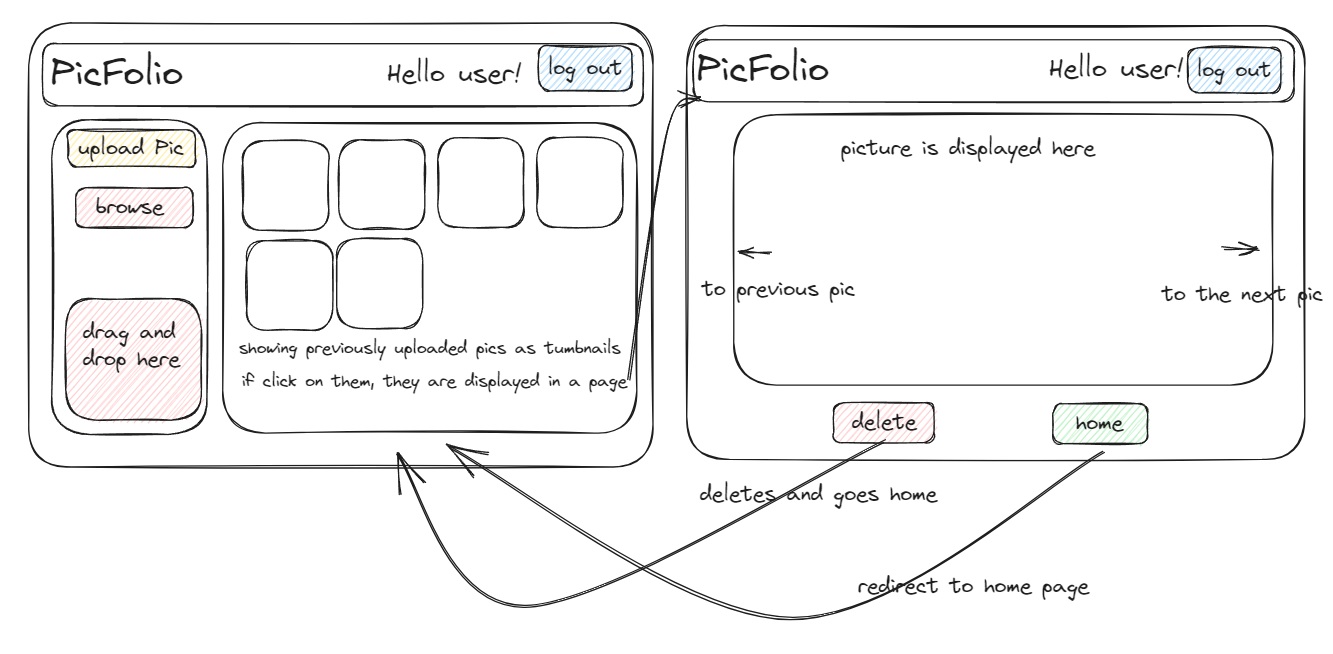 PicFolio
Hello user!
log out
upload Pic
browse
drag and
drop here
showing previously uploaded pics as tumbnails
if click on them, they are displayed in a page
PicFolio
Hello user!
log out
picture is displayed here
to previous pic
to the next pic
delete
home
deletes and goes home
redirect to home page